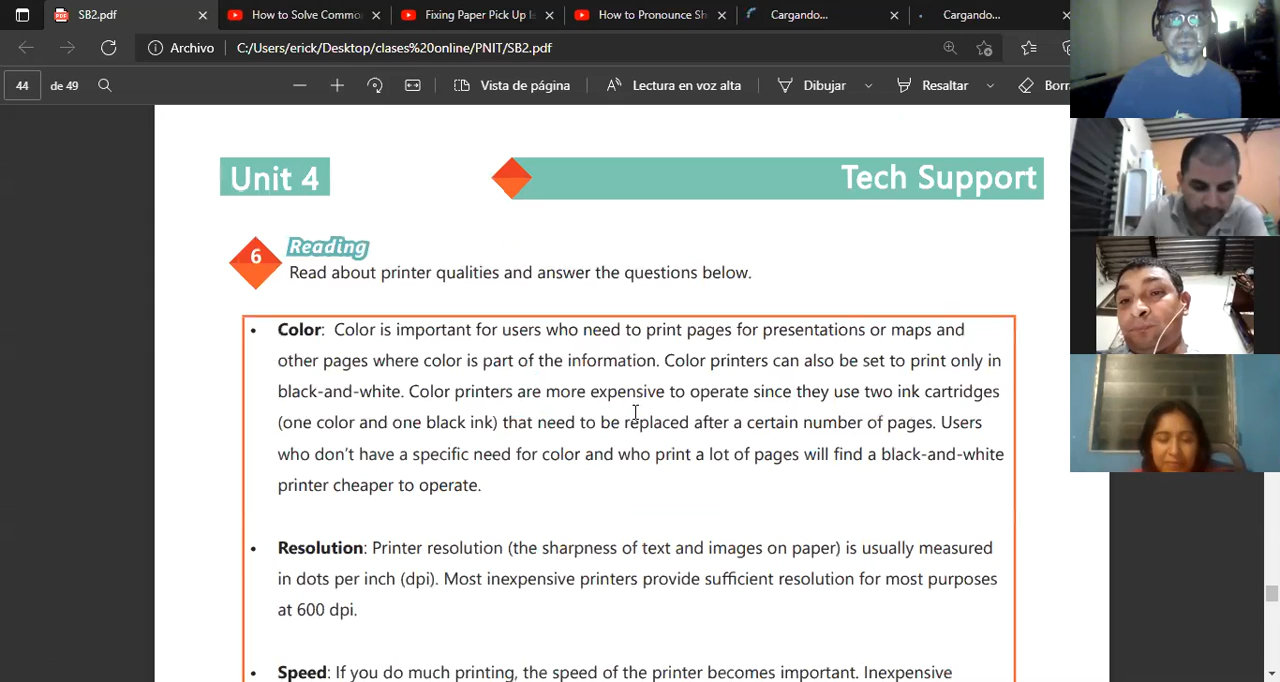 SB2.pdf
How to Solve Commo
Fixing Paper Pick Up
How to Pronounce Sh
Cargando...
Cargando...
Archivo
C:/Users/erick/Desktop/clases%20online/PNIT/SB2.pdf
44
de 49
Vista de página
Lectura en voz alta
Dibujar
Resaltar
Borr
Unit 4
Tech Support
6
Reading
Read about printer qualities and answer the questions below.
• Color: Color is important for users who need to print pages for presentations or maps and
other pages where color is part of the information. Color printers can also be set to print only in
black-and-white. Color printers are more expensive to operate since they use two ink cartridges
(one color and one black ink) that need to be replaced after a certain number of pages. Users
who don't have a specific need for color and who print a lot of pages will find a black-and-white
printer cheaper to operate.
• Resolution: Printer resolution (the sharpness of text and images on paper) is usually measured
in dots per inch (dpi). Most inexpensive printers provide sufficient resolution for most purposes
at 600 dpi.
• Speed: If you do much printing, the speed of the printer becomes important. Inexpensive